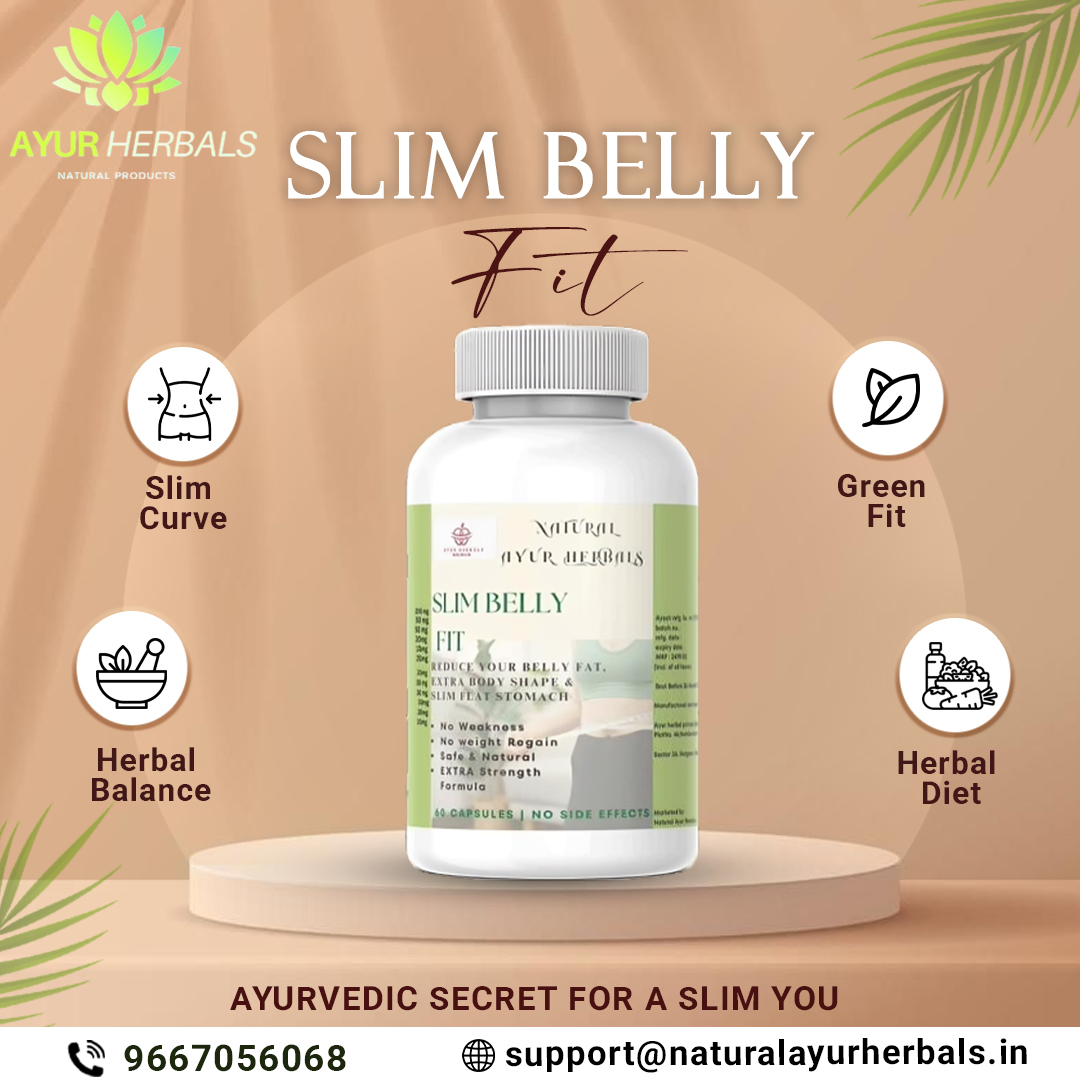 AYUR HERBALS
NATURAL PRODUCTS
SLIM BELLY
Fit
Slim
Curve
Green
Fit
Herbal
Balance
Herbal
Diet
NATURAL
AYUR HERBALS
SLIM BELLY
FIT
REDUCE YOUR BELLY FAT,
EXTRA BODY SHAPE &
SLIM FLAT STOMACH
• No Weakness
• No weight Regain
• Safe & Natural
• EXTRA Strength
Formula
60 CAPSULES | NO SIDE EFFECTS
AYURVEDIC SECRET FOR A SLIM YOU
9667056068
support@naturalayurherbals.in